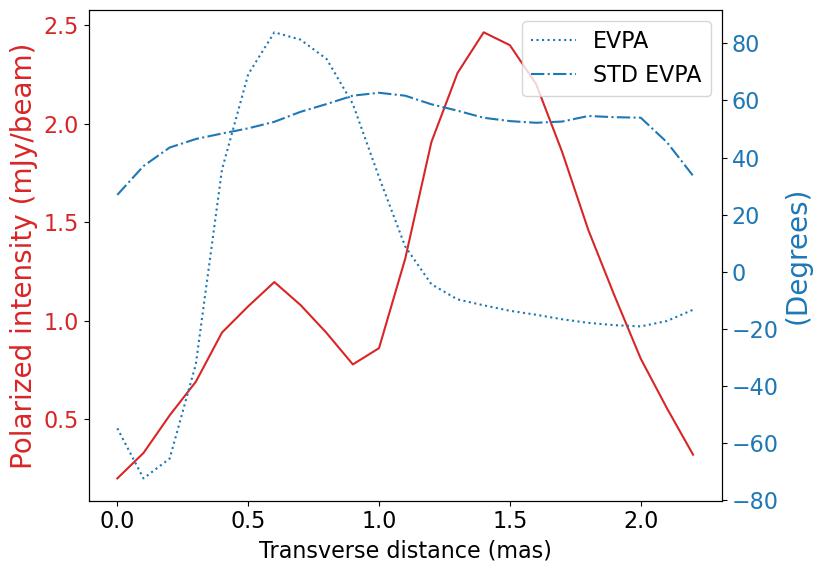 Polarized intensity (mJy/beam)
2.5
2.0
1.5
1.0
0.5
EVPA
STD EVPA
80
60
40
20
0
−20
−40
−60
−80
(Degrees)
0.0 0.5 1.0 1.5 2.0
Transverse distance (mas)